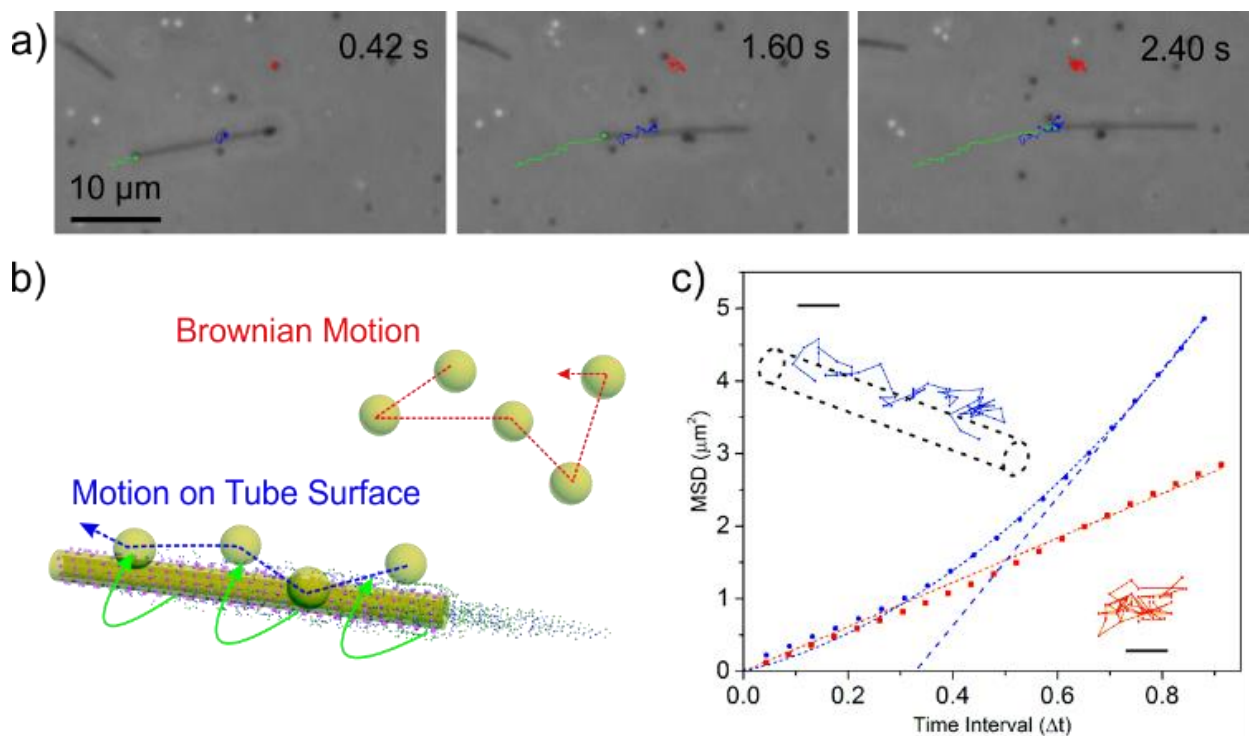 a)
0.42 s
1.60 s
2.40 s
10 μm
b)
Brownian Motion
Motion on Tube Surface
c)
5
4
3
2
1
0
MSD (μm²)
0.0
0.2
0.4
0.6
0.8
Time Interval (Δt)